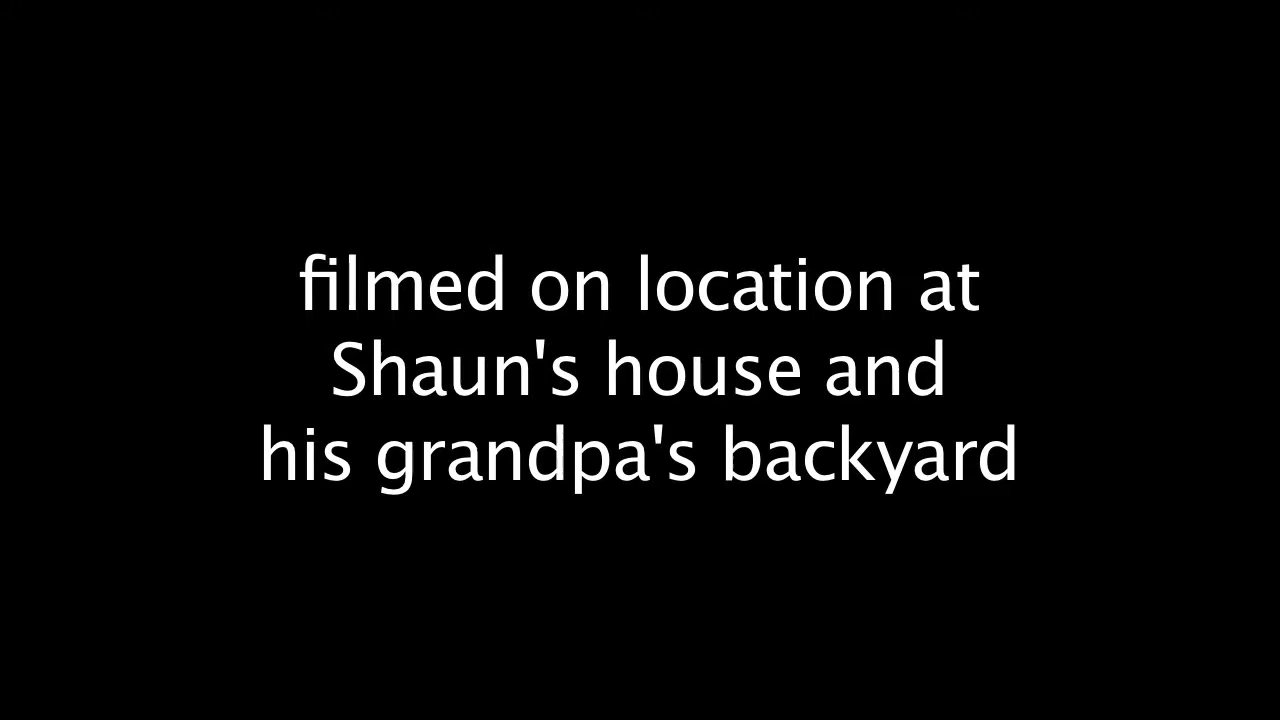 filmed on location at
Shaun's house and
his grandpa's backyard